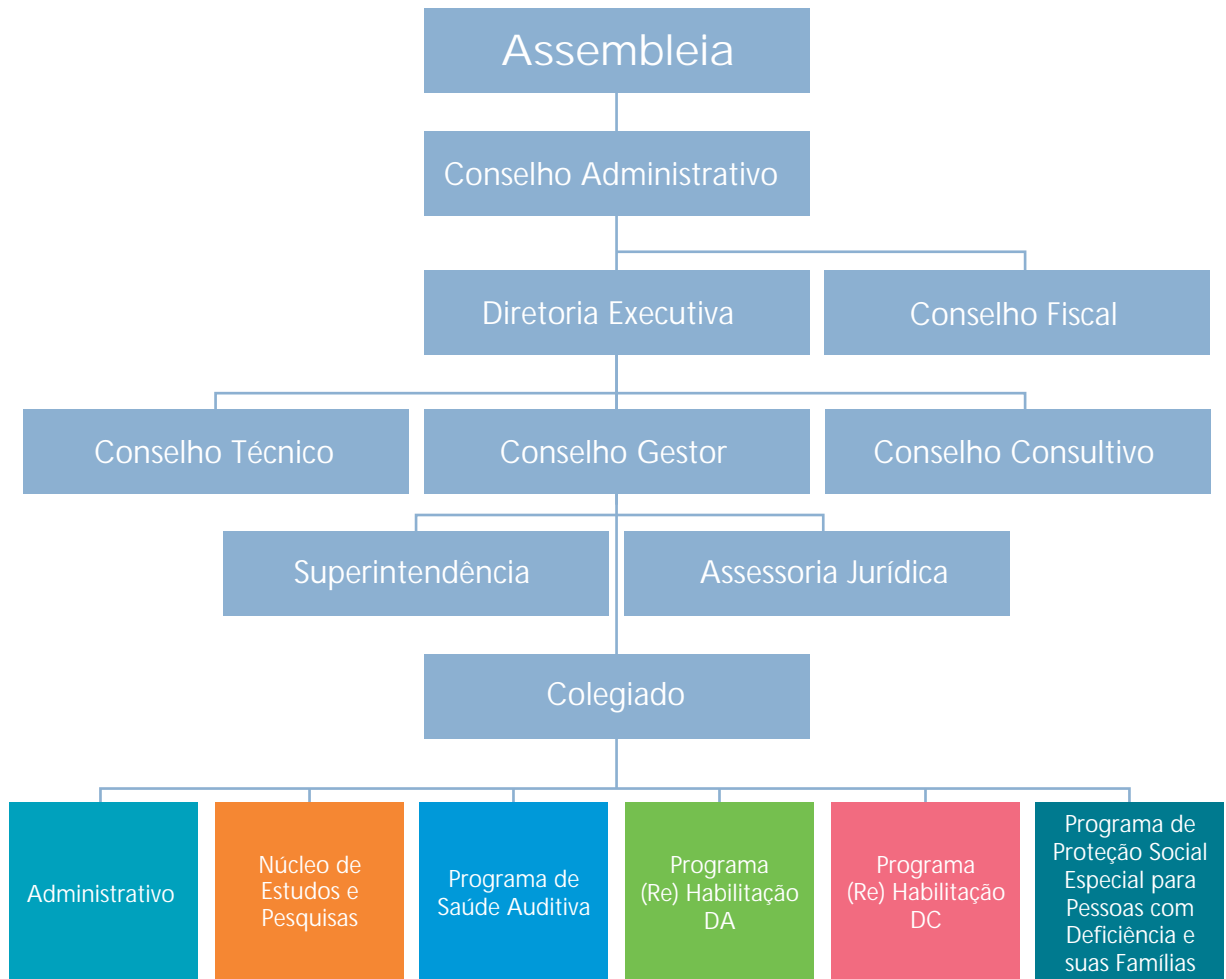 Assembleia
Conselho Administrativo
Diretoria Executiva
Conselho Fiscal
Conselho Técnico
Conselho Gestor
Conselho Consultivo
Superintendência
Assessoria Jurídica
Colegiado
Administrativo
Núcleo de
Estudos e
Pesquisas
Programa de
Saúde Auditiva
Programa
(Re) Habilitação
DA
Programa
(Re) Habilitação
DC
Programa de
Proteção Social
Especial para
Pessoas com
Deficiência e
suas Famílias